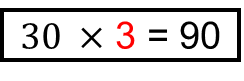 30 × 3 = 90